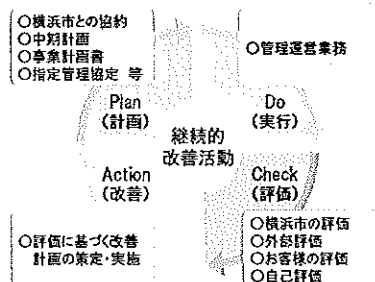 ○横浜市との協約
○中期計画
○事業計画書
○指定管理協定 等
○管理運営業務
Plan
(計画)
Do
(実行)
継続的
改善活動
Action
(改善)
Check
(評価)
○評価に基づく改善
計画の策定・実施
○横浜市の評価
○外部評価
○お客様の評価
○自己評価